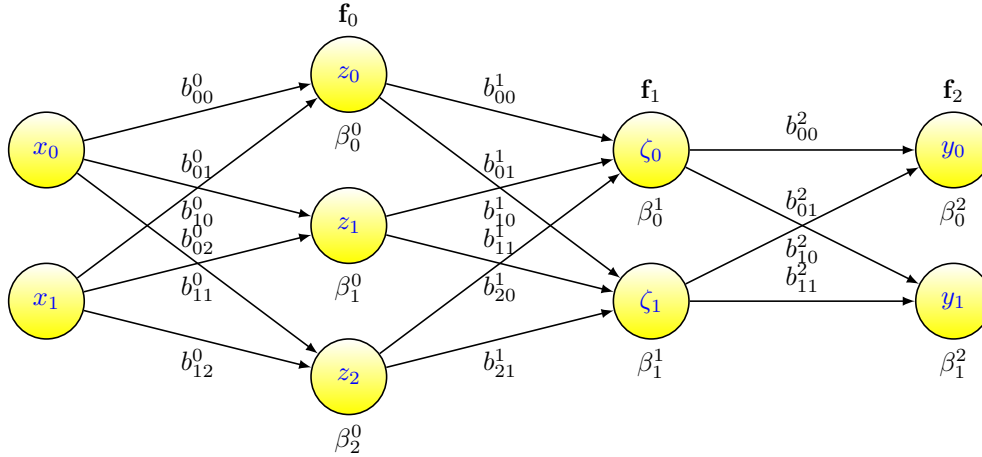 f₀
z₀
b⁰₀₀
b¹₀₀
f₁
f₂
b²₀₀
β⁰₀
x₀
ζ₀
y₀
b⁰₀₁
b¹₀₁
b²₀₁
b⁰₁₀
b¹₁₀
β¹₀
β²₀
z₁
b⁰₀₂
b¹₁₁
b²₁₀
b⁰₁₁
b¹₂₀
b²₁₁
β⁰₁
x₁
ζ₁
y₁
b⁰₁₂
b¹₂₁
β¹₁
β²₁
z₂
β⁰₂